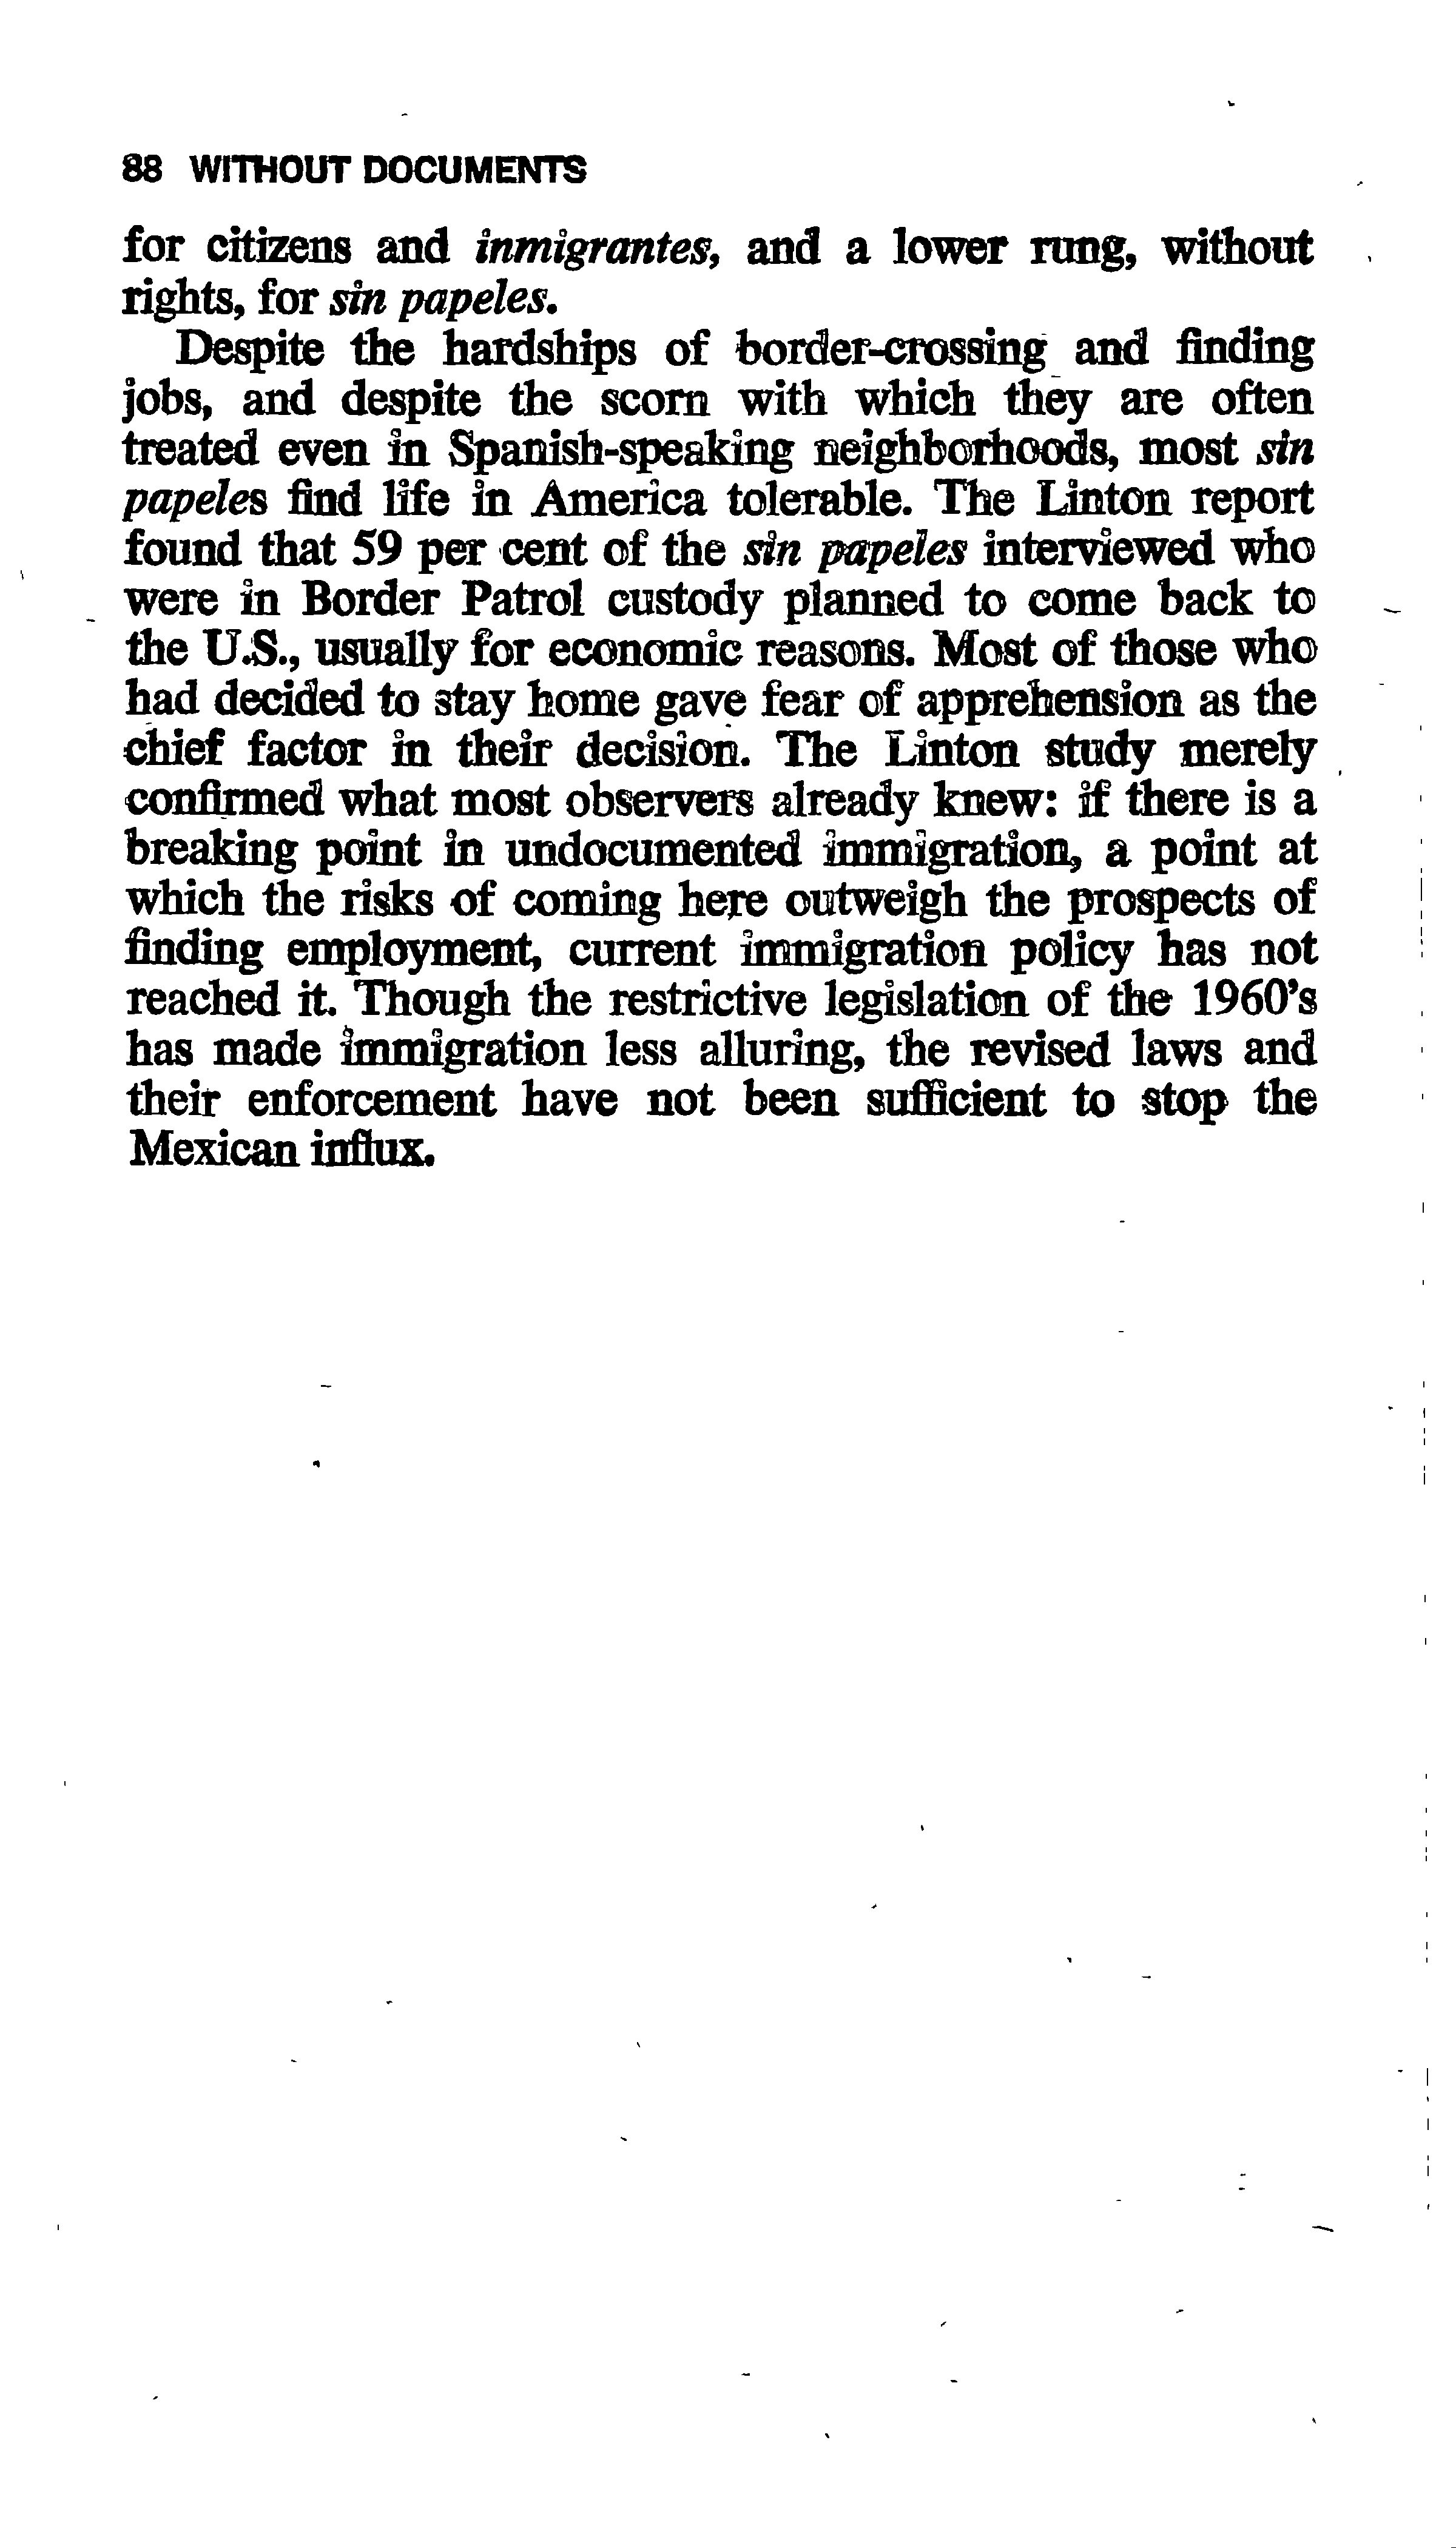 88 WITHOUT DOCUMENTS
for citizens and inmigrantes, and a lower rung, without
rights, for sin papeles.
Despite the hardships of border-crossing and finding
jobs, and despite the scorn with which they are often
treated even in Spanish-speaking neighborhoods, most sin
papeles find life in America tolerable. The Linton report
found that 59 per cent of the sin papeles interviewed who
were in Border Patrol custody planned to come back to
the U.S., usually for economic reasons. Most of those who
had decided to stay home gave fear of apprehension as the
chief factor in their decision. The Linton study merely
confirmed what most observers already knew: if there is a
breaking point in undocumented immigration, a point at
which the risks of coming here outweigh the prospects of
finding employment, current immigration policy has not
reached it. Though the restrictive legislation of the 1960's
has made immigration less alluring, the revised laws and
their enforcement have not been sufficient to stop the
Mexican influx.